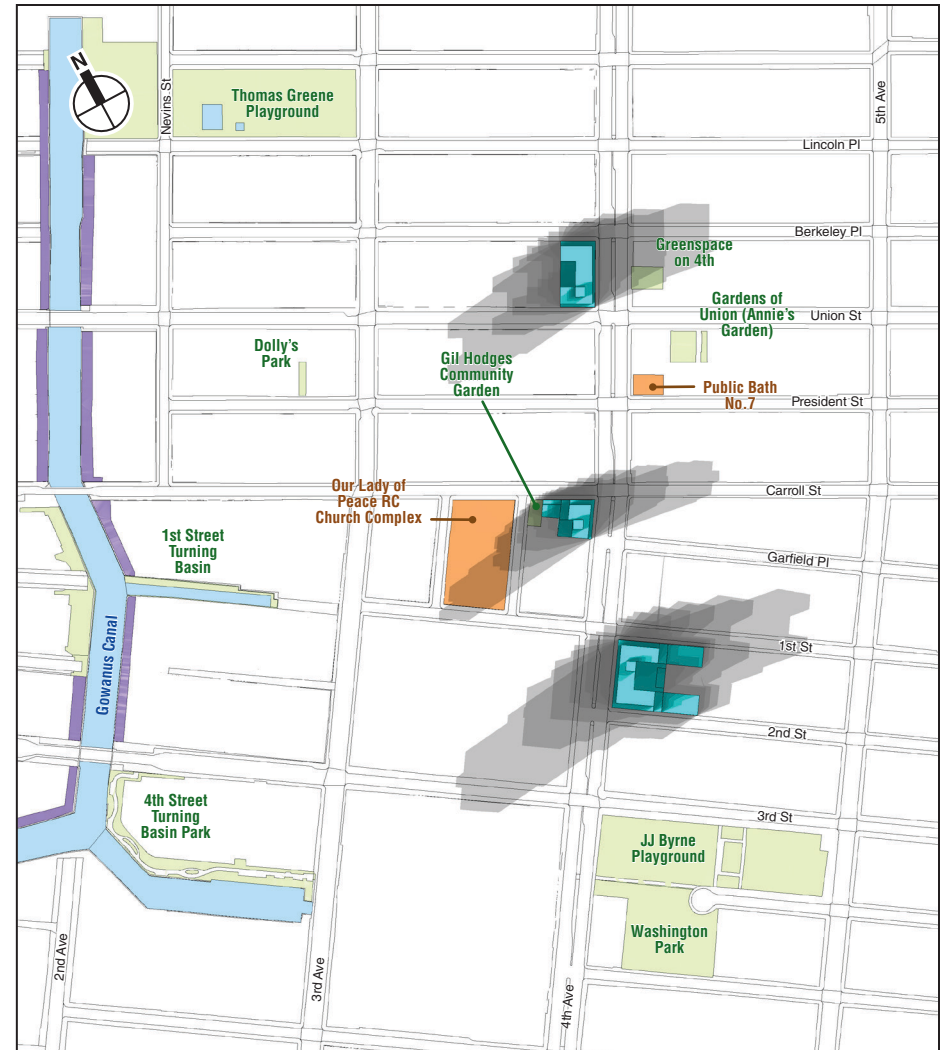 N
Nevins St
Thomas Greene
Playground
5th Ave
Lincoln Pl
Berkeley Pl
Greenspace
on 4th
Gardens of
Union (Annie's
Garden)
Union St
Dolly's
Park
Gil Hodges
Community
Garden
Public Bath
No.7
President St
Our Lady of
Peace RC
Church Complex
Carroll St
1st Street
Turning
Basin
Garfield Pl
Gowanus Canal
1st St
2nd St
4th Street
Turning
Basin Park
3rd St
JJ Byrne
Playground
Washington
Park
2nd Ave
3rd Ave
4th Ave